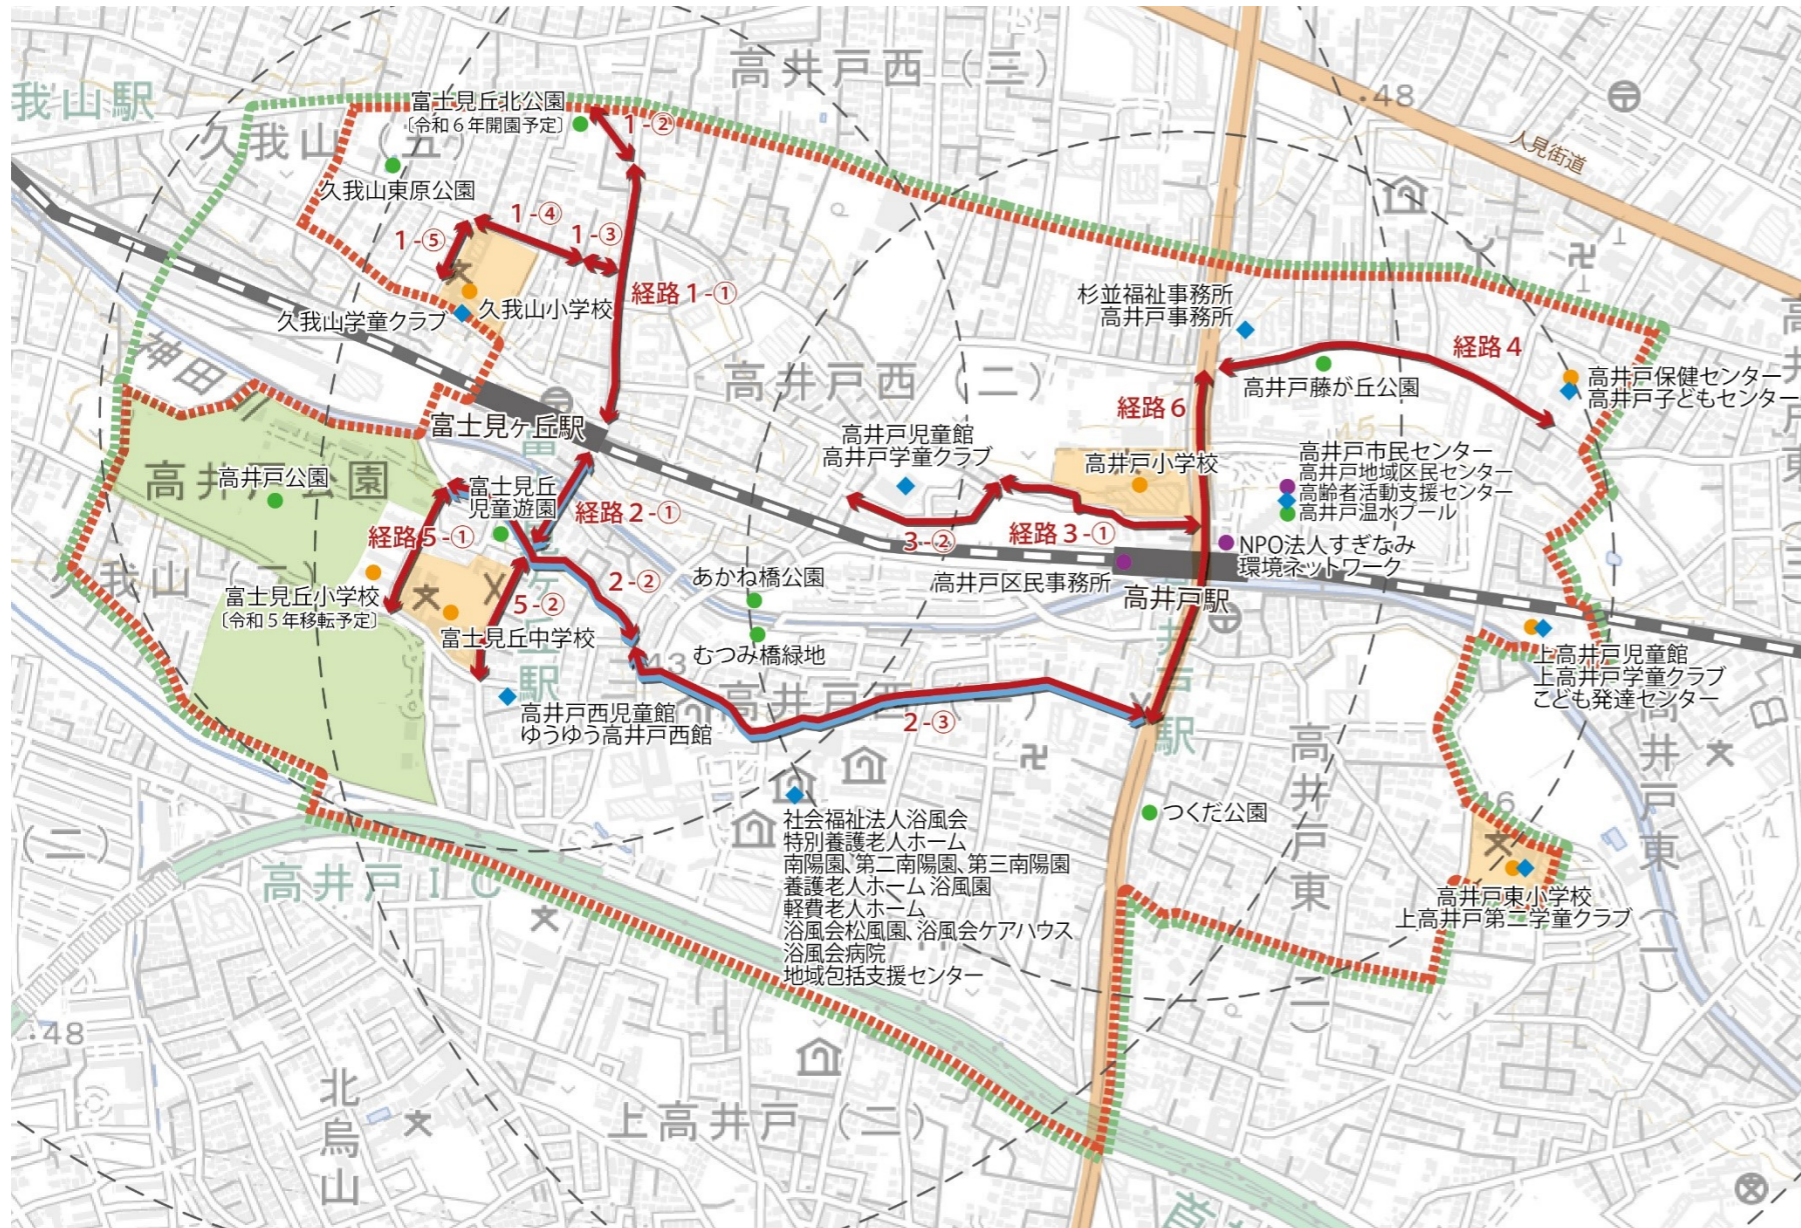 高井戸西（三）
我山駅
富士見丘北公園
〔令和６年開園予定〕
1-②
・48
人見街道
久我山（五）
久我山東原公園
1-④
1-③
1-⑤
経路1-①
久我山小学校
久我山学童クラブ
杉並福祉事務所
高井戸事務所
神田川
高井戸西（二）
経路4
高井戸藤が丘公園
高井戸保健センター
高井戸子どもセンター
経路6
45
富士見ヶ丘駅
高井戸児童館
高井戸学童クラブ
高井戸小学校
高井戸市民センター
高井戸地域区民センター
高齢者活動支援センター
高井戸温水プール
高井戸公園
高井戸公園
富士見丘
児童遊園
経路2-①
経路5-①
3-②
経路3-①
NPO法人すぎなみ
環境ネットワーク
高井戸区民事務所
高井戸駅
富士見丘小学校
〔令和５年移転予定〕
5-②
2-②
あかね橋公園
富士見丘中学校
むつみ橋緑地
43
上高井戸児童館
上高井戸学童クラブ
こども発達センター
高井戸西児童館
ゆうゆう高井戸西館
2-③
つくだ公園
46
社会福祉法人浴風会
特別養護老人ホーム
南陽園、第二南陽園、第三南陽園
養護老人ホーム 浴風園
軽費老人ホーム
浴風会松風園、浴風会ケアハウス
浴風会病院
地域包括支援センター
高井戸ＩＣ
高井戸東小学校
上高井戸第二学童クラブ
・48
北烏山
上高井戸（二）